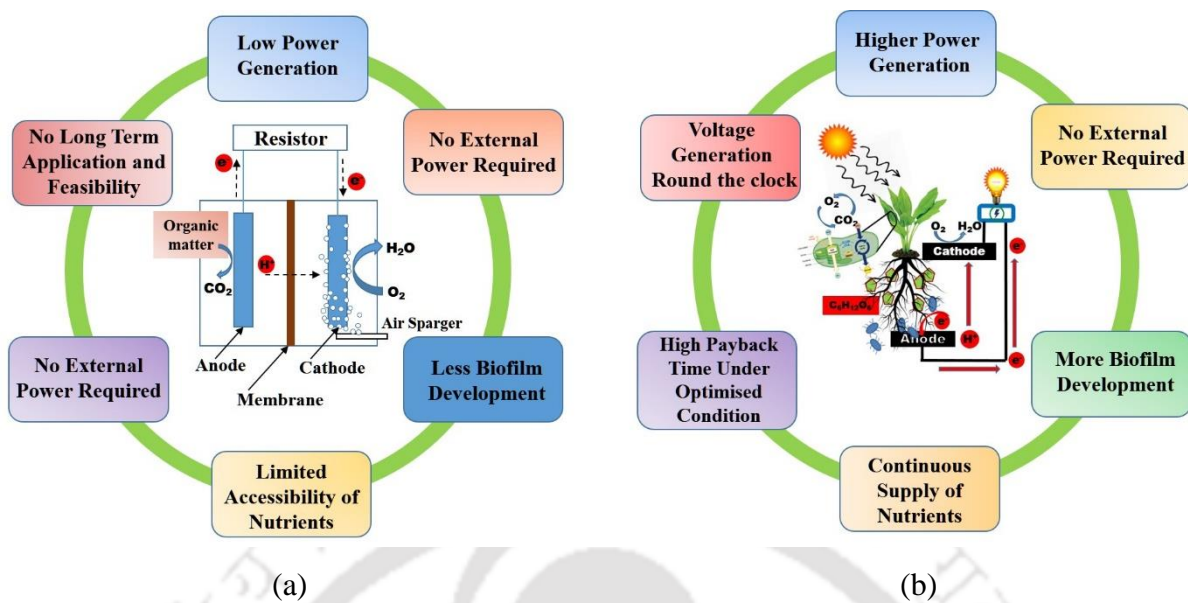 Low Power
Generation
No Long Term
Application and
Feasibility
No External
Power Required
Resistor
e-
e-
Organic
matter
CO2
H+
H2O
O2
Air Sparger
Anode
Cathode
Membrane
No External
Power Required
Less Biofilm
Development
Limited
Accessibility of
Nutrients
(a)
Higher Power
Generation
Voltage
Generation
Round the clock
No External
Power Required
O2
CO2
O2
H2O
Cathode
e-
C6H12O6
e-
Anode
H+
e-
High Payback
Time Under
Optimised
Condition
More Biofilm
Development
Continuous
Supply of
Nutrients
(b)